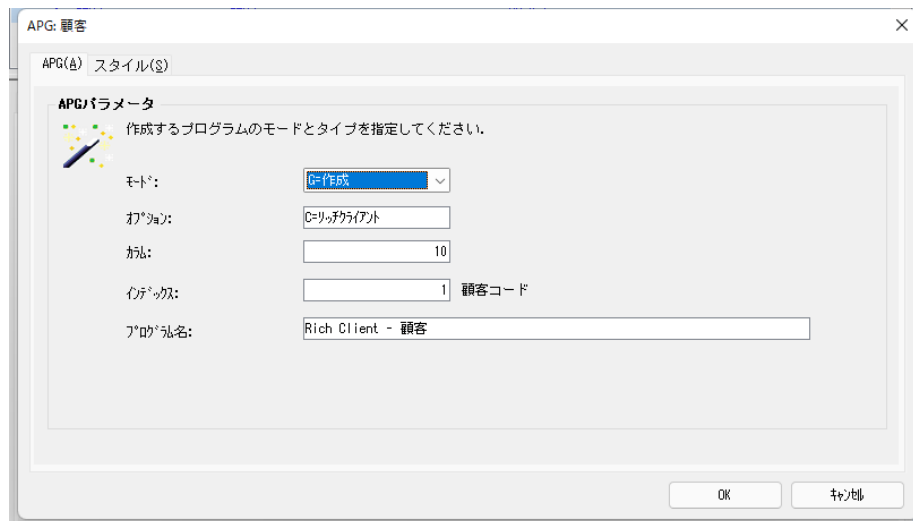 APG: 顧客
APG(A) スタイル(S)
APGパラメータ
作成するプログラムのモードとタイプを指定してください.
ﾓｰﾄﾞ: G=作成
ｵﾌﾟｼｮﾝ: C=ﾘｯﾁｸﾗｲｱﾝﾄ
ｶﾗﾑ: 10
ｲﾝﾃﾞｯｸｽ: 1 顧客コード
ﾌﾟﾛｸﾞﾗﾑ名: Rich Client - 顧客
OK ｷｬﾝｾﾙ